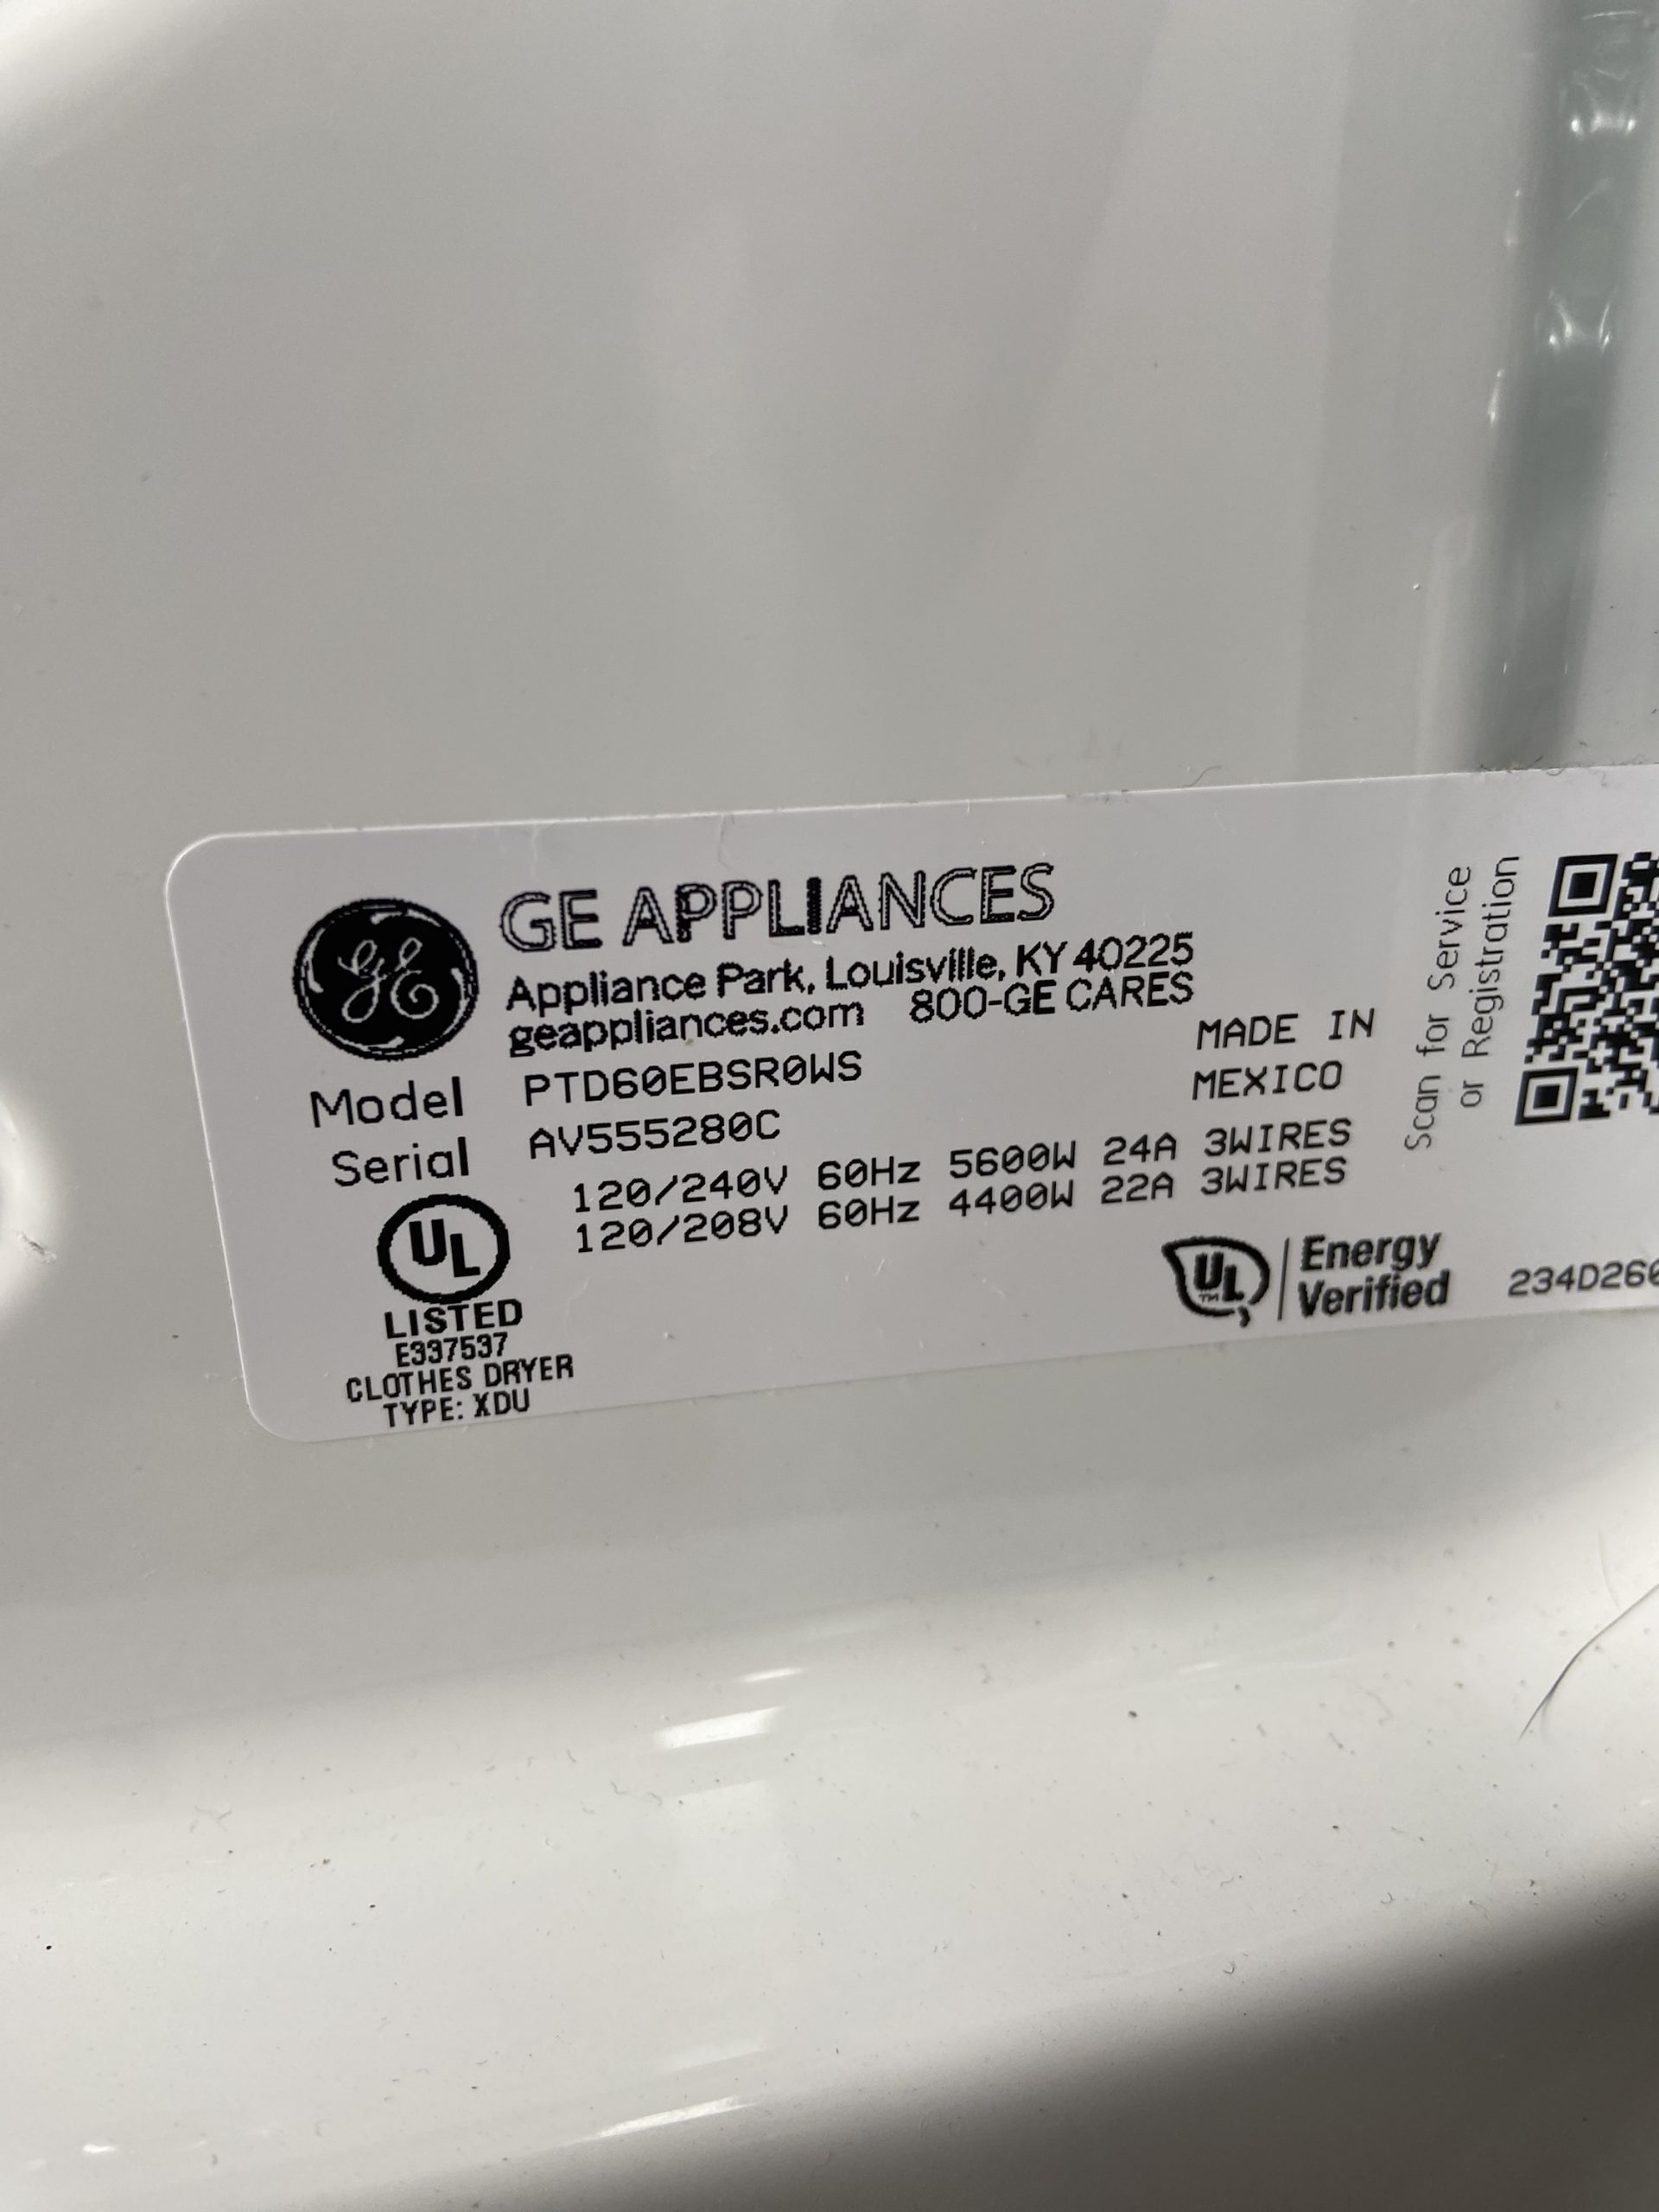 GE
GE APPLIANCES
Appliance Park, Louisville, KY 40225
geappliances.com 800-GE CARES
Model PTD60EBSR0WS
Serial AV555280C
MADE IN
MEXICO
120/240V 60Hz 5600W 24A 3WIRES
120/208V 60Hz 4400W 22A 3WIRES
UL
LISTED
E337537
CLOTHES DRYER
TYPE: XDU
UL™ Energy
Verified
Scan for Service
or Registration